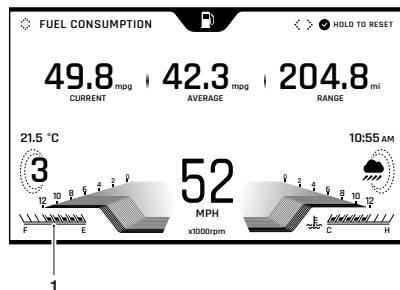 FUEL CONSUMPTION
HOLD TO RESET
49.8 mpg
CURRENT
42.3 mpg
AVERAGE
204.8 mi
RANGE
21.5 °C
10:55 AM
3
52
MPH
x1000rpm
0
2
4
6
8
10
12
0
2
4
6
8
10
12
F
E
C
H
1